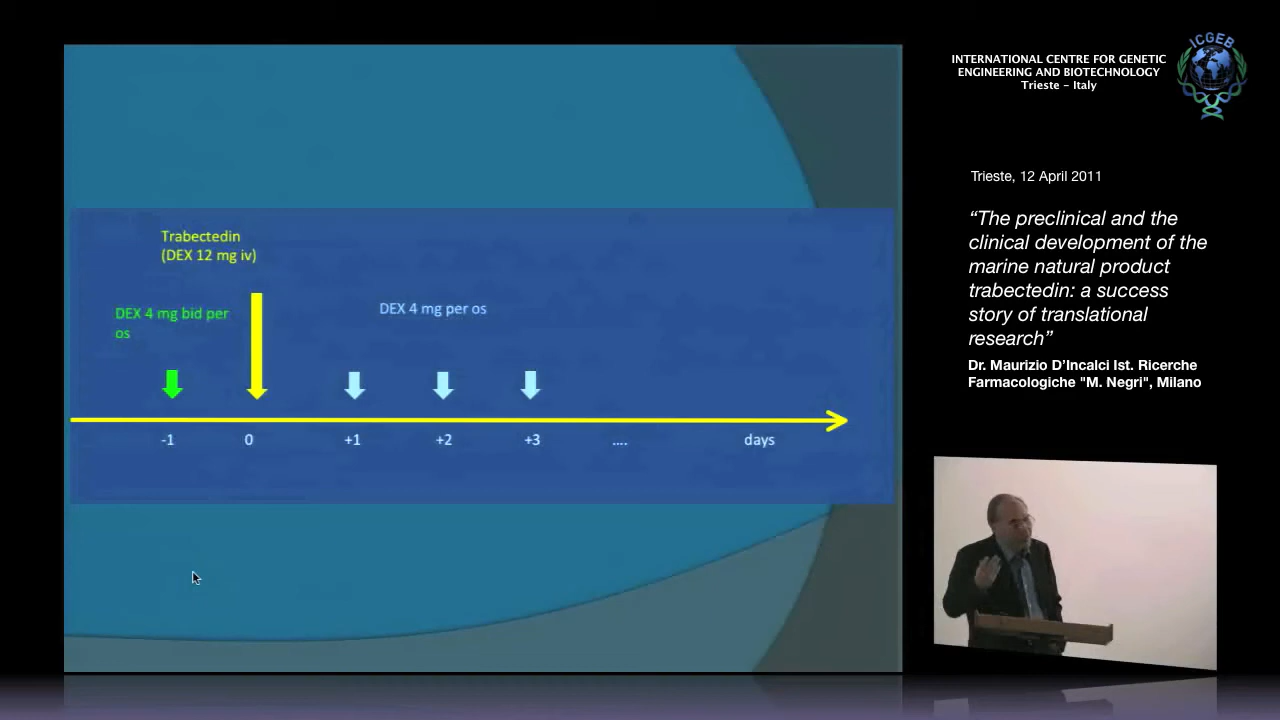 Trabectedin
(DEX 12 mg iv)
DEX 4 mg bid per
os
DEX 4 mg per os
-1 0 +1 +2 +3 .... days
ICGEB
INTERNATIONAL CENTRE FOR GENETIC
ENGINEERING AND BIOTECHNOLOGY
Trieste - Italy
Trieste, 12 April 2011
“The preclinical and the
clinical development of the
marine natural product
trabectedin: a success
story of translational
research”
Dr. Maurizio D’Incalci Ist. Ricerche
Farmacologiche "M. Negri", Milano